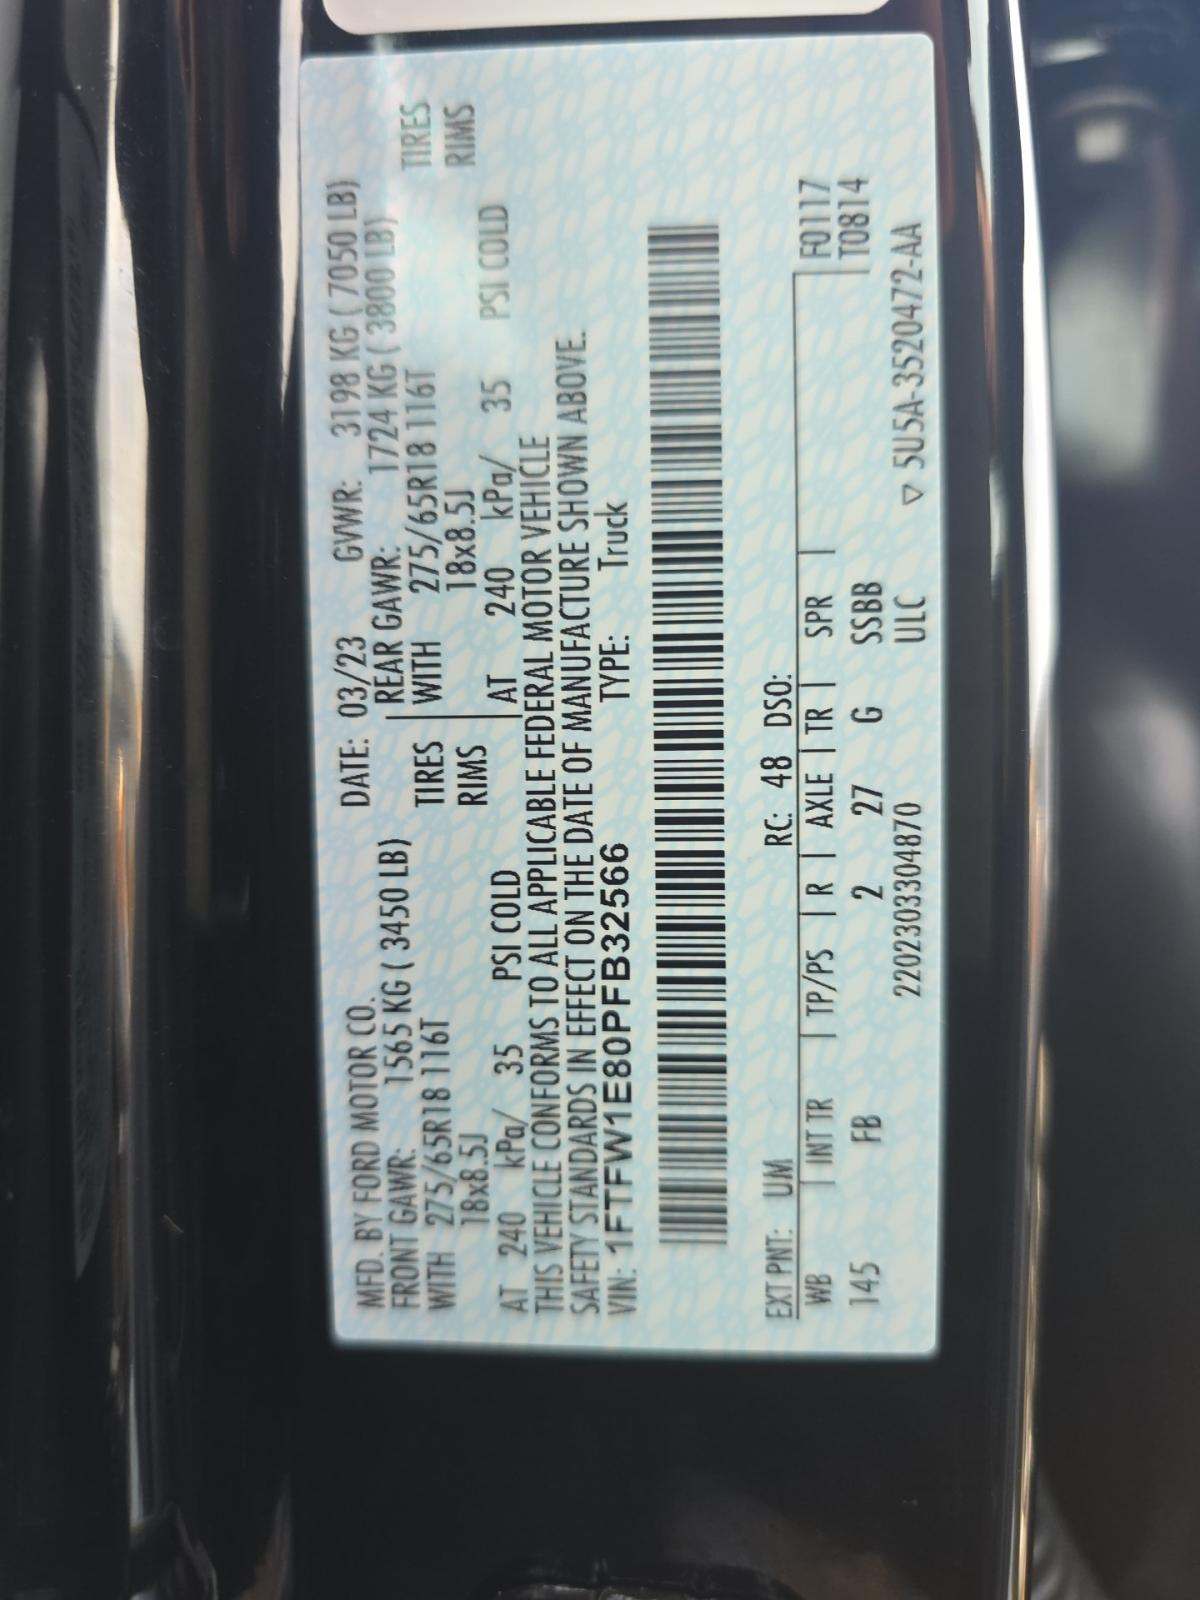 MFD. BY FORD MOTOR CO. DATE: 03/23 GVWR: 3198 KG ( 7050 LB)
FRONT GAWR: 1565 KG ( 3450 LB) REAR GAWR: 1724 KG ( 3800 LB)
WITH 275/65R18 116T TIRES WITH 275/65R18 116T TIRES
18x8.5J RIMS 18x8.5J RIMS
AT 240 kPa/ 35 PSI COLD AT 240 kPa/ 35 PSI COLD
THIS VEHICLE CONFORMS TO ALL APPLICABLE FEDERAL MOTOR VEHICLE
SAFETY STANDARDS IN EFFECT ON THE DATE OF MANUFACTURE SHOWN ABOVE.
VIN: 1FTFW1E80PFB32566 TYPE: Truck
EXT PNT: UM RC: 48 DSO:
WB | INT TR | TP/PS | R | AXLE | TR | SPR | F0117
145 FB 2 27 G SSBB T0814
2202303304870 ULC ▽ 5U5A-3520472-AA